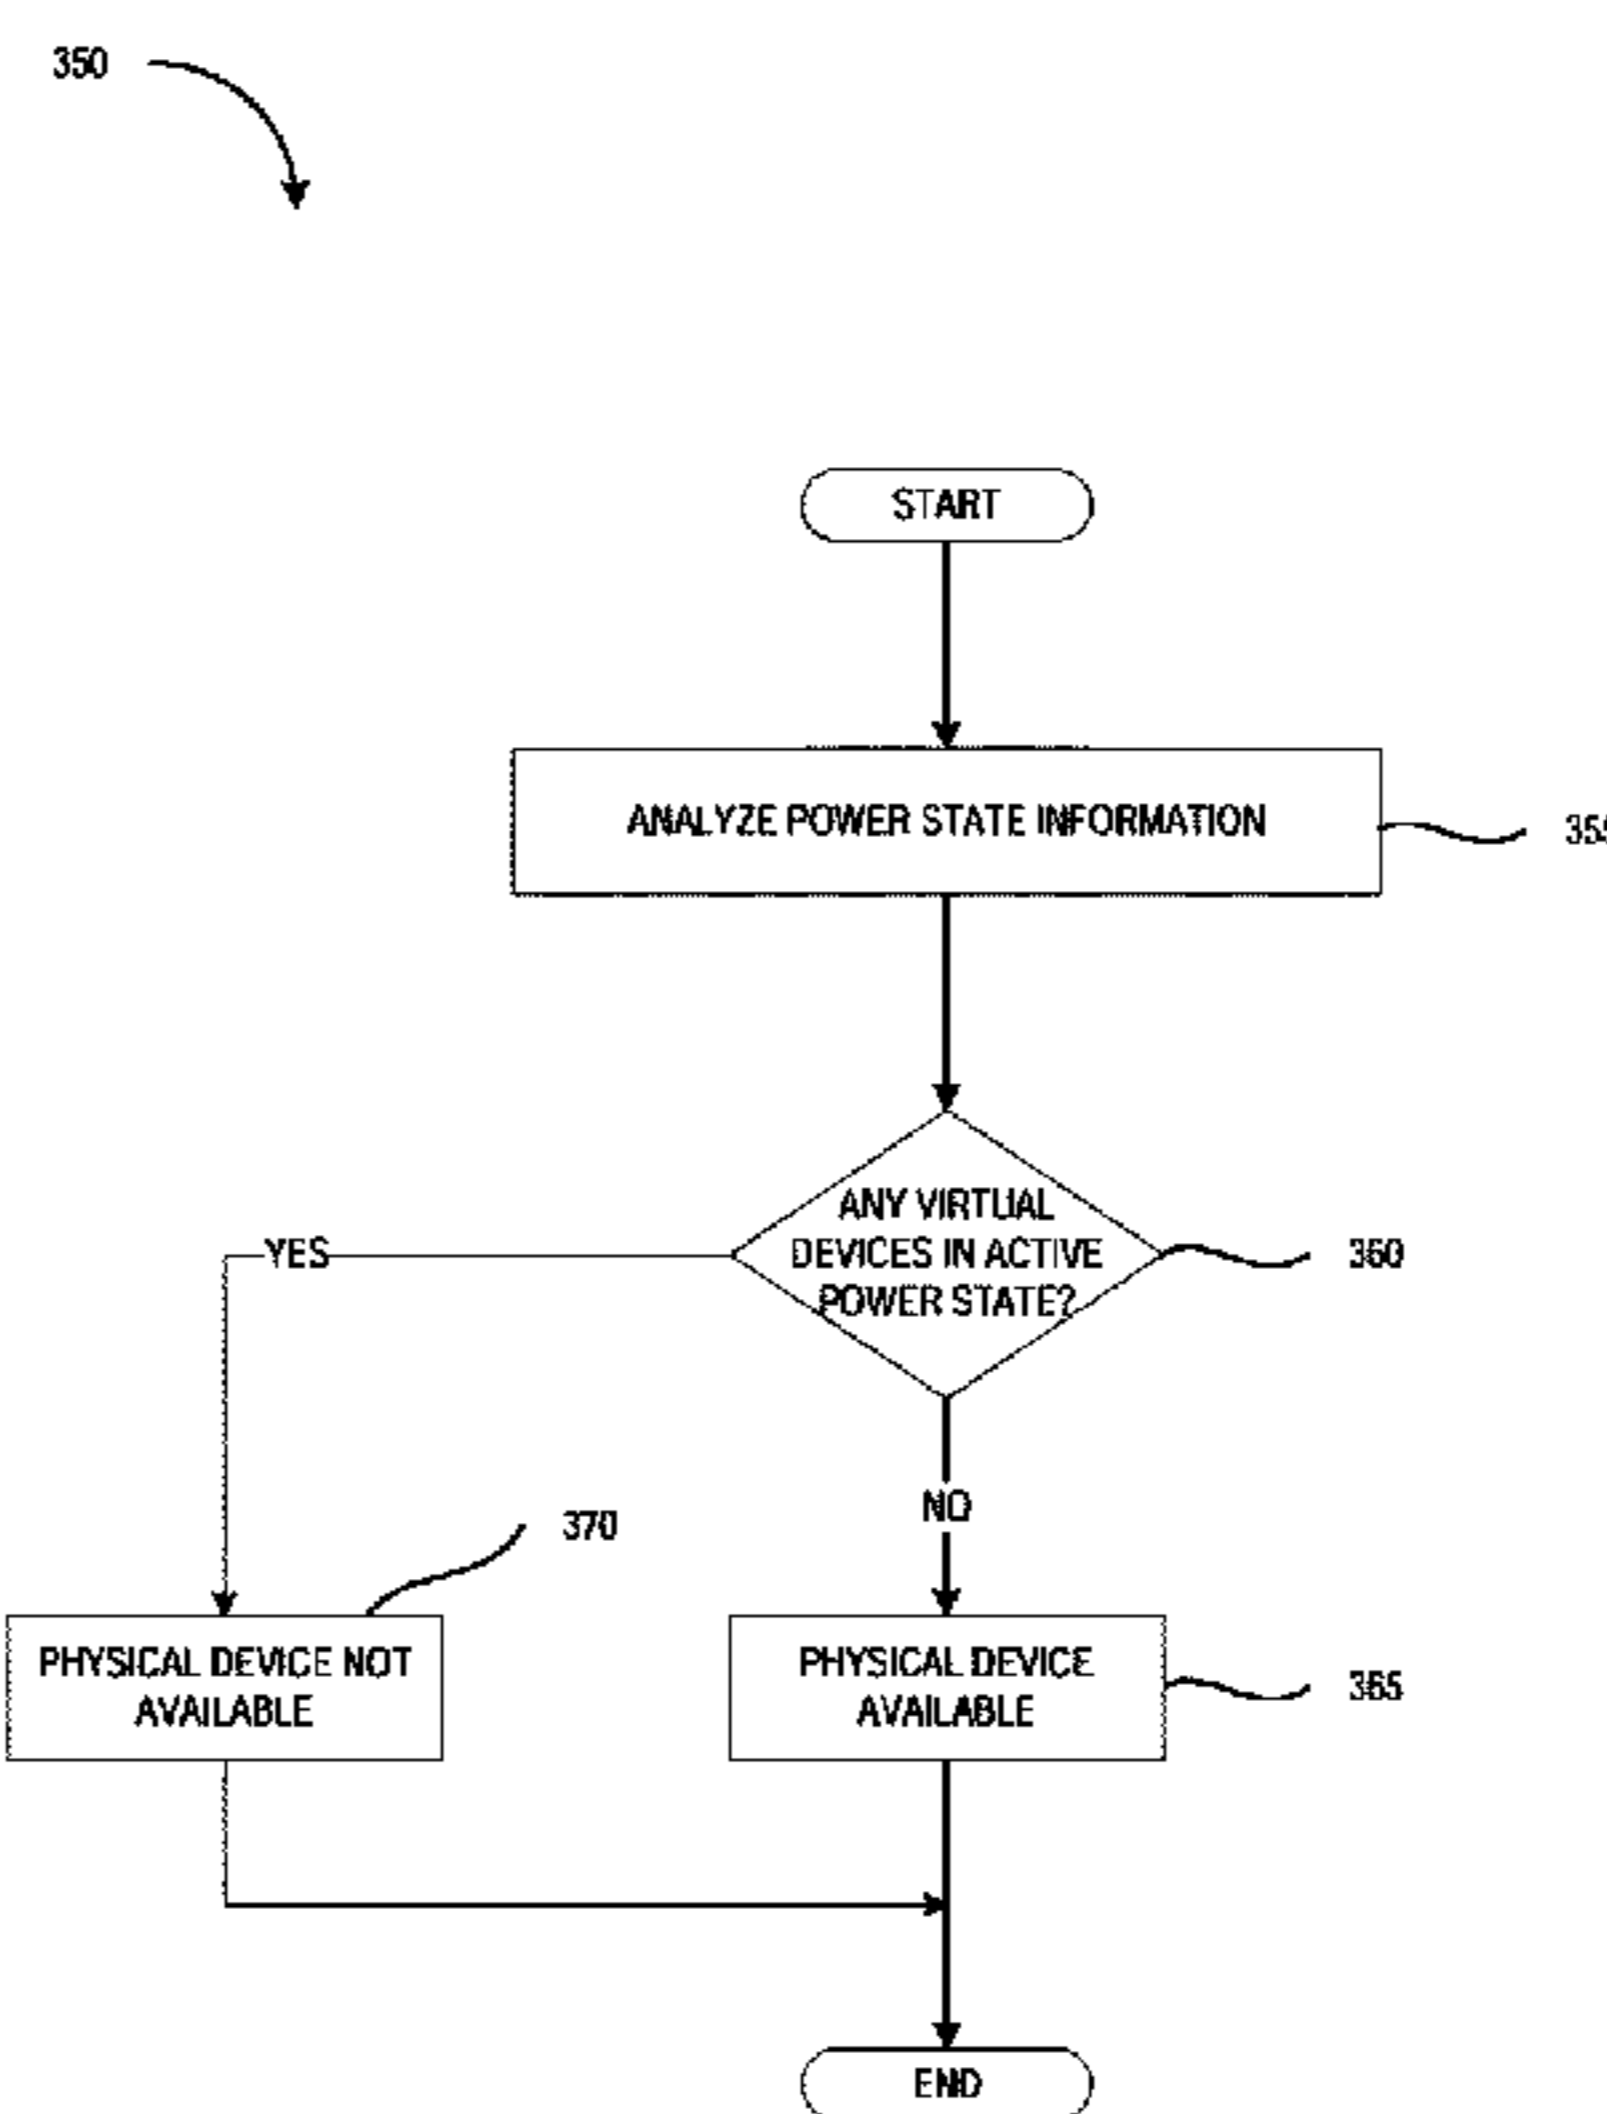 350
START
ANALYZE POWER STATE INFORMATION
355
ANY VIRTUAL
DEVICES IN ACTIVE
POWER STATE?
360
YES
NO
370
PHYSICAL DEVICE NOT
AVAILABLE
PHYSICAL DEVICE
AVAILABLE
365
END